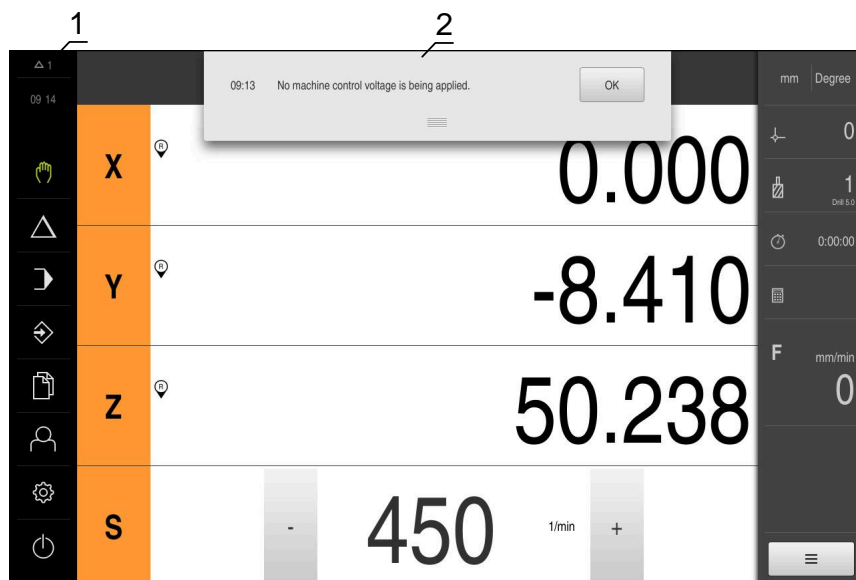 1
2
△ 1
09 14
09:13 No machine control voltage is being applied. OK
mm Degree
X R 0.000
0
Y R -8.410
1
Drill 5.0
0:00:00
Z R 50.238
F mm/min
0
S - 450 1/min +